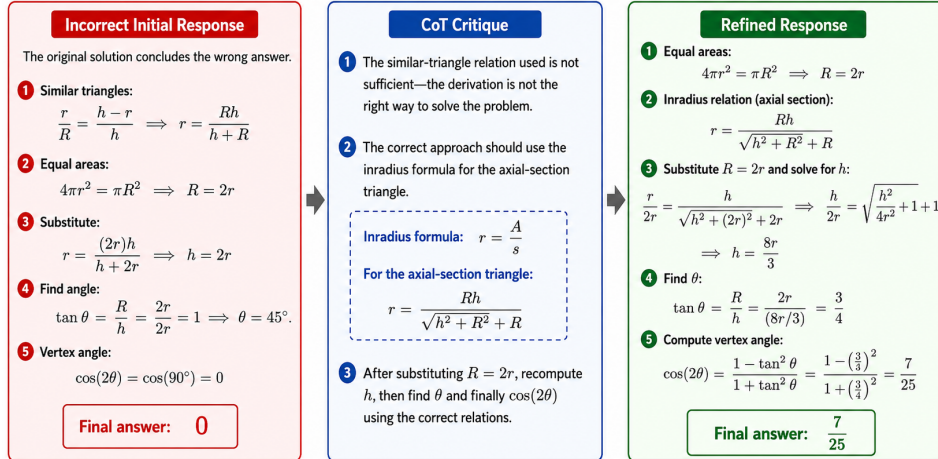 Incorrect Initial Response
The original solution concludes the wrong answer.
1 Similar triangles:
r/R = (h − r)/h ⟹ r = Rh/(h + R)
2 Equal areas:
4πr² = πR² ⟹ R = 2r
3 Substitute:
r = (2r)h/(h + 2r) ⟹ h = 2r
4 Find angle:
tan θ = R/h = 2r/2r = 1 ⟹ θ = 45°.
5 Vertex angle:
cos(2θ) = cos(90°) = 0
Final answer: 0
CoT Critique
1 The similar-triangle relation used is not
sufficient—the derivation is not the
right way to solve the problem.
2 The correct approach should use the
inradius formula for the axial-section
triangle.
Inradius formula: r = A/s
For the axial-section triangle:
r = Rh/(√(h² + R²) + R)
3 After substituting R = 2r, recompute
h, then find θ and finally cos(2θ)
using the correct relations.
Refined Response
1 Equal areas:
4πr² = πR² ⟹ R = 2r
2 Inradius relation (axial section):
r = Rh/(√(h² + R²) + R)
3 Substitute R = 2r and solve for h:
r/2r = h/(√(h² + (2r)²) + 2r) ⟹ h/2r = √(h²/4r² + 1) + 1
⟹ h = 8r/3
4 Find θ:
tan θ = R/h = 2r/(8r/3) = 3/4
5 Compute vertex angle:
cos(2θ) = (1 − tan² θ)/(1 + tan² θ) = (1 − (3/3)²)/(1 + (3/4)²) = 7/25
Final answer: 7/25